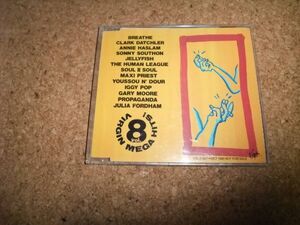 BREATHE
CLARK DATCHLER
ANNIE HASLAM
SONNY SOUTHON
JELLYFISH
THE HUMAN LEAGUE
SOUL II SOUL
MAXI PRIEST
YOUSSOU N' DOUR
IGGY POP
GARY MOORE
PROPAGANDA
JULIA FORDHAM
VIRGIN MEGA HITS!
8